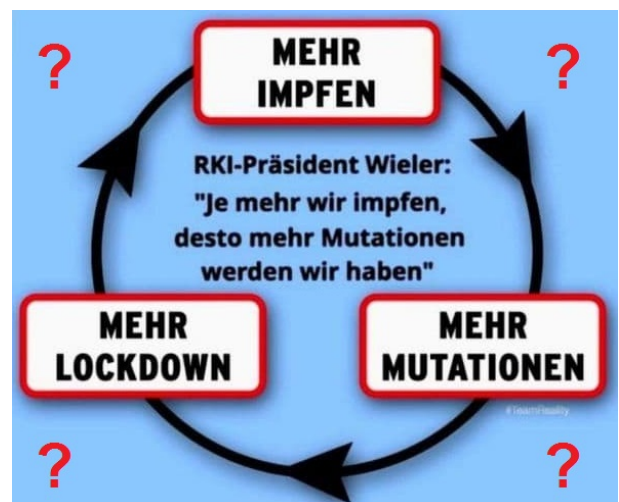 ?
?
MEHR
IMPFEN
RKI-Präsident Wieler:
"Je mehr wir impfen,
desto mehr Mutationen
werden wir haben"
MEHR
LOCKDOWN
MEHR
MUTATIONEN
#TeamReality
?
?